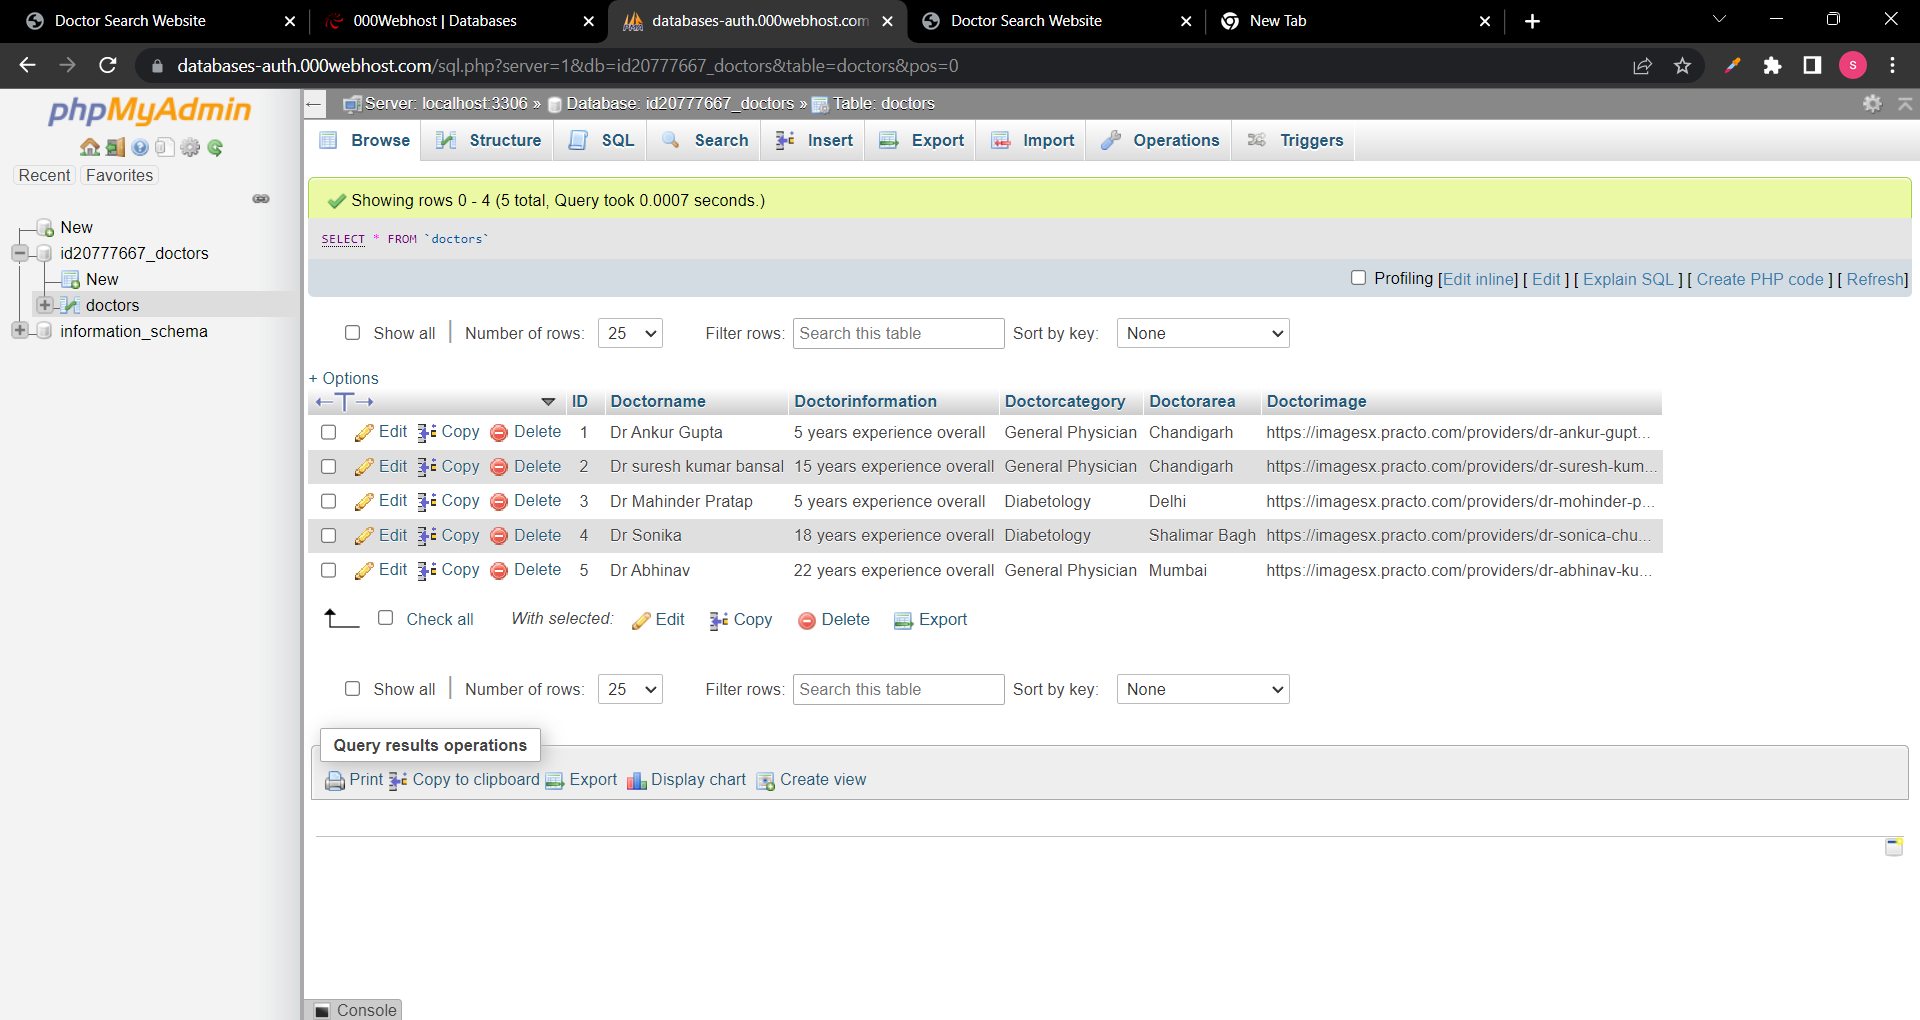 Doctor Search Website
000Webhost | Databases
databases-auth.000webhost.com
Doctor Search Website
New Tab
databases-auth.000webhost.com/sql.php?server=1&db=id20777667_doctors&table=doctors&pos=0
s
phpMyAdmin
Recent Favorites
New
id20777667_doctors
New
doctors
information_schema
Server: localhost:3306 » Database: id20777667_doctors » Table: doctors
Browse Structure SQL Search Insert Export Import Operations Triggers
Showing rows 0 - 4 (5 total, Query took 0.0007 seconds.)
SELECT * FROM `doctors`
Profiling [Edit inline] [ Edit ] [ Explain SQL ] [ Create PHP code ] [ Refresh]
Show all | Number of rows: 25 Filter rows: Search this table Sort by key: None
+ Options
←T→ ID Doctorname Doctorinformation Doctorcategory Doctorarea Doctorimage
Edit Copy Delete 1 Dr Ankur Gupta 5 years experience overall General Physician Chandigarh https://imagesx.practo.com/providers/dr-ankur-gupt...
Edit Copy Delete 2 Dr suresh kumar bansal 15 years experience overall General Physician Chandigarh https://imagesx.practo.com/providers/dr-suresh-kum...
Edit Copy Delete 3 Dr Mahinder Pratap 5 years experience overall Diabetology Delhi https://imagesx.practo.com/providers/dr-mohinder-p...
Edit Copy Delete 4 Dr Sonika 18 years experience overall Diabetology Shalimar Bagh https://imagesx.practo.com/providers/dr-sonica-chu...
Edit Copy Delete 5 Dr Abhinav 22 years experience overall General Physician Mumbai https://imagesx.practo.com/providers/dr-abhinav-ku...
Check all With selected: Edit Copy Delete Export
Show all | Number of rows: 25 Filter rows: Search this table Sort by key: None
Query results operations
Print Copy to clipboard Export Display chart Create view
Console